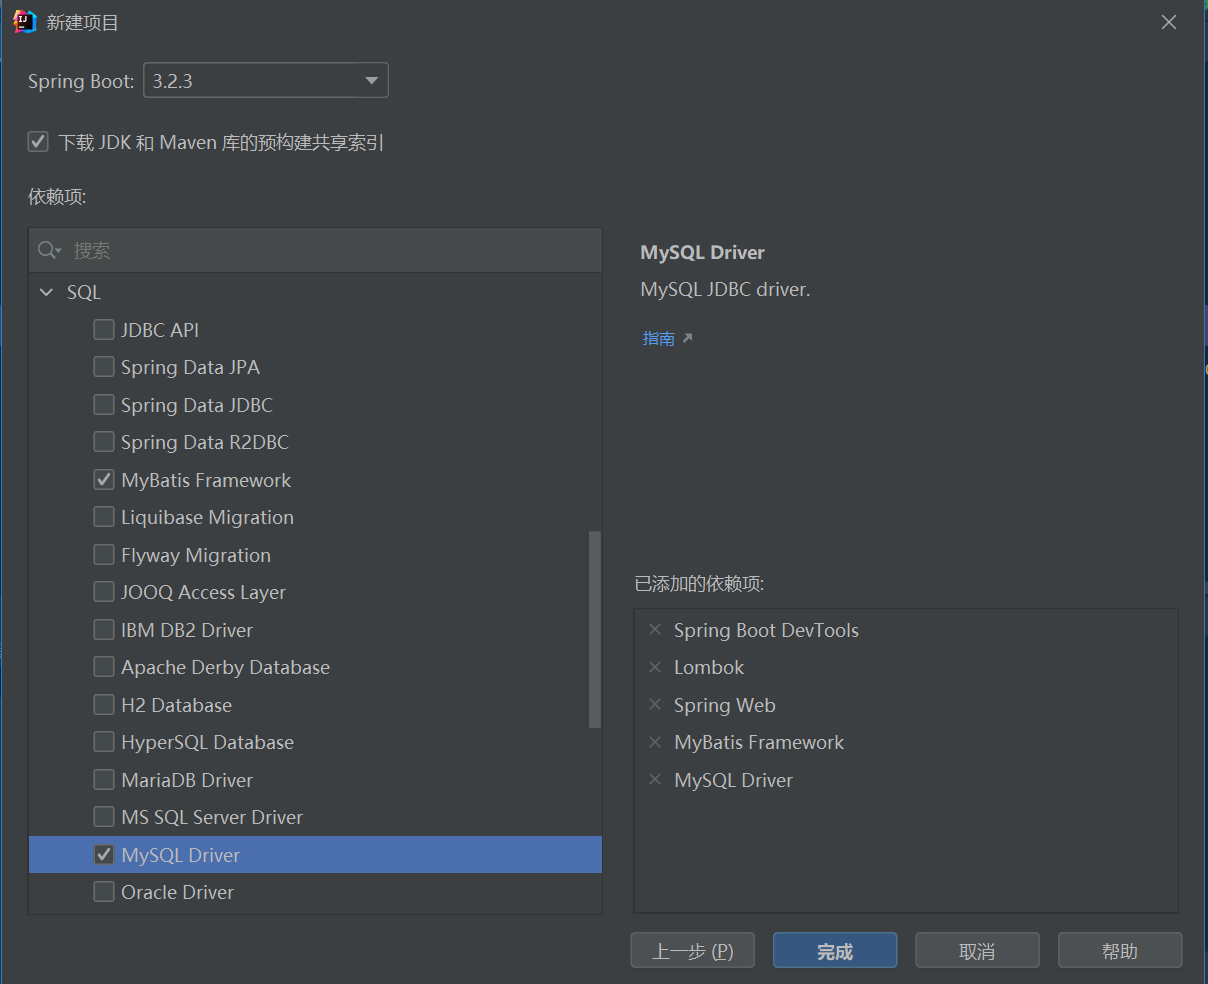 新建项目
Spring Boot: 3.2.3
下载 JDK 和 Maven 库的预构建共享索引
依赖项:
搜索
SQL
JDBC API
Spring Data JPA
Spring Data JDBC
Spring Data R2DBC
MyBatis Framework
Liquibase Migration
Flyway Migration
JOOQ Access Layer
IBM DB2 Driver
Apache Derby Database
H2 Database
HyperSQL Database
MariaDB Driver
MS SQL Server Driver
MySQL Driver
Oracle Driver
MySQL Driver
MySQL JDBC driver.
指南
已添加的依赖项:
Spring Boot DevTools
Lombok
Spring Web
MyBatis Framework
MySQL Driver
上一步 (P) 完成 取消 帮助